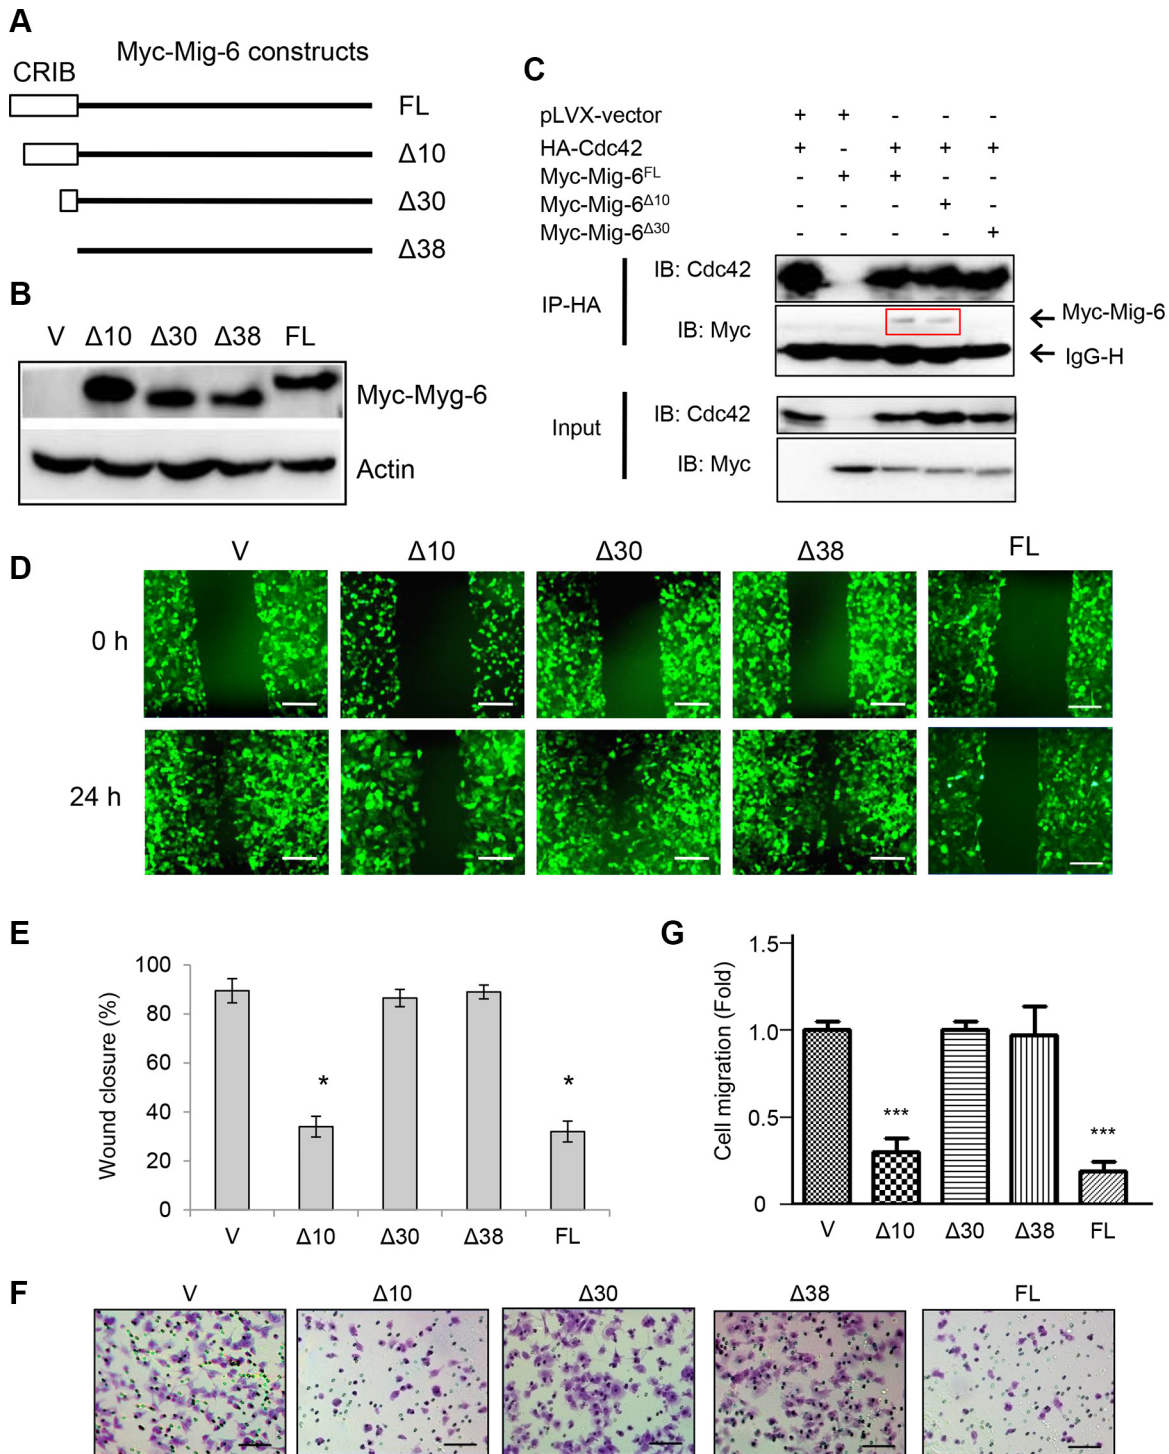 A
Myc-Mig-6 constructs
CRIB
FL
Δ10
Δ30
Δ38
B
V Δ10 Δ30 Δ38 FL
Myc-Myg-6
Actin
C
pLVX-vector + + - - -
HA-Cdc42 + - + + +
Myc-Mig-6FL - + + - -
Myc-Mig-6Δ10 - - - + -
Myc-Mig-6Δ30 - - - - +
IP-HA
IB: Cdc42
IB: Myc
Myc-Mig-6
IgG-H
Input
IB: Cdc42
IB: Myc
D
V Δ10 Δ30 Δ38 FL
0 h
24 h
E
Wound closure (%)
100
80
60
40
20
0
* *
V Δ10 Δ30 Δ38 FL
G
Cell migration (Fold)
1.5
1.0
0.5
0
*** ***
V Δ10 Δ30 Δ38 FL
F
V Δ10 Δ30 Δ38 FL